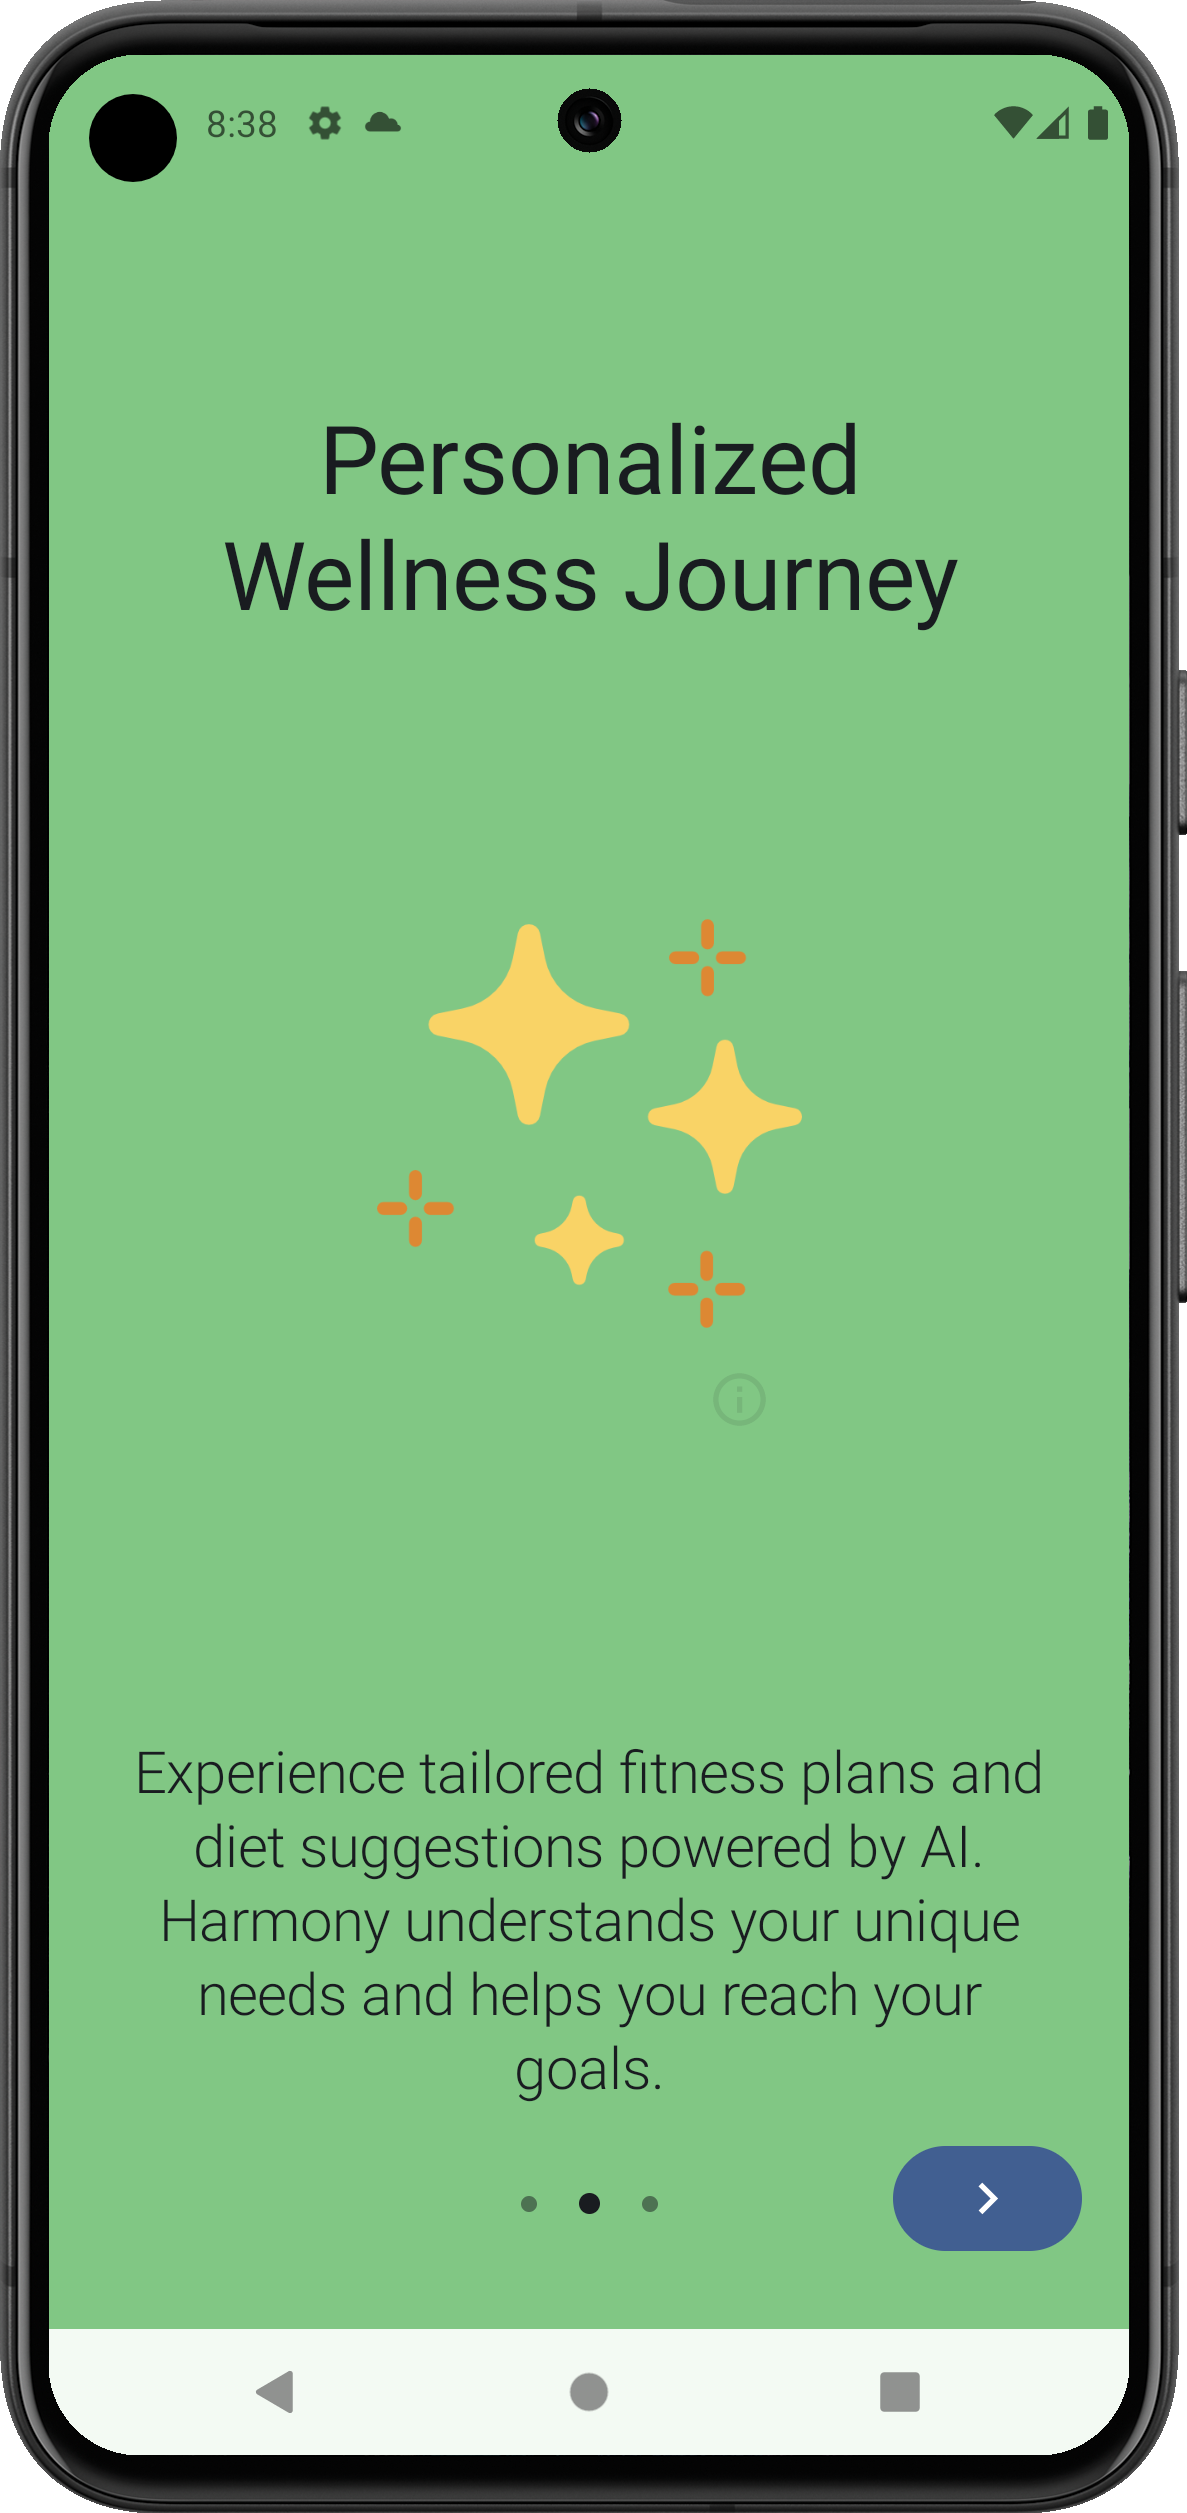 8:38
Personalized
Wellness Journey
Experience tailored fitness plans and
diet suggestions powered by AI.
Harmony understands your unique
needs and helps you reach your
goals.